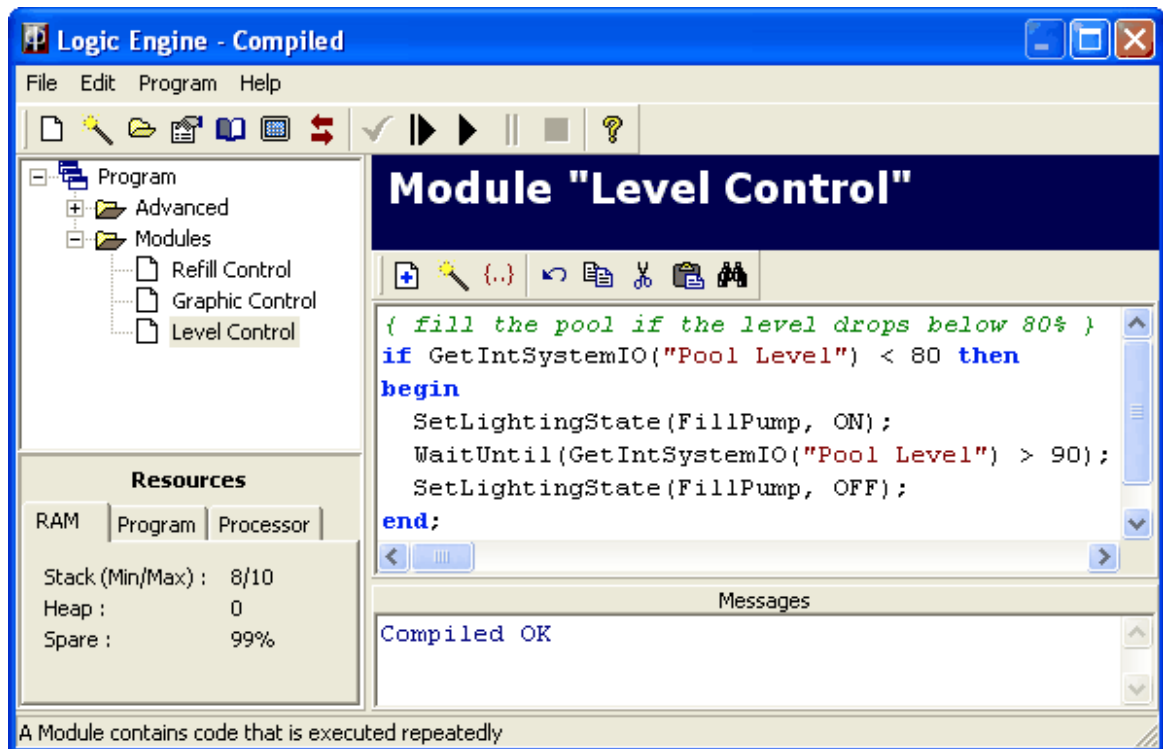 Logic Engine - Compiled
File Edit Program Help
Program
Advanced
Modules
Refill Control
Graphic Control
Level Control
Resources
RAM Program Processor
Stack (Min/Max) : 8/10
Heap : 0
Spare : 99%
Module "Level Control"
{..}
{ fill the pool if the level drops below 80% }
if GetIntSystemIO("Pool Level") < 80 then
begin
SetLightingState(FillPump, ON);
WaitUntil(GetIntSystemIO("Pool Level") > 90);
SetLightingState(FillPump, OFF);
end;
Messages
Compiled OK
A Module contains code that is executed repeatedly